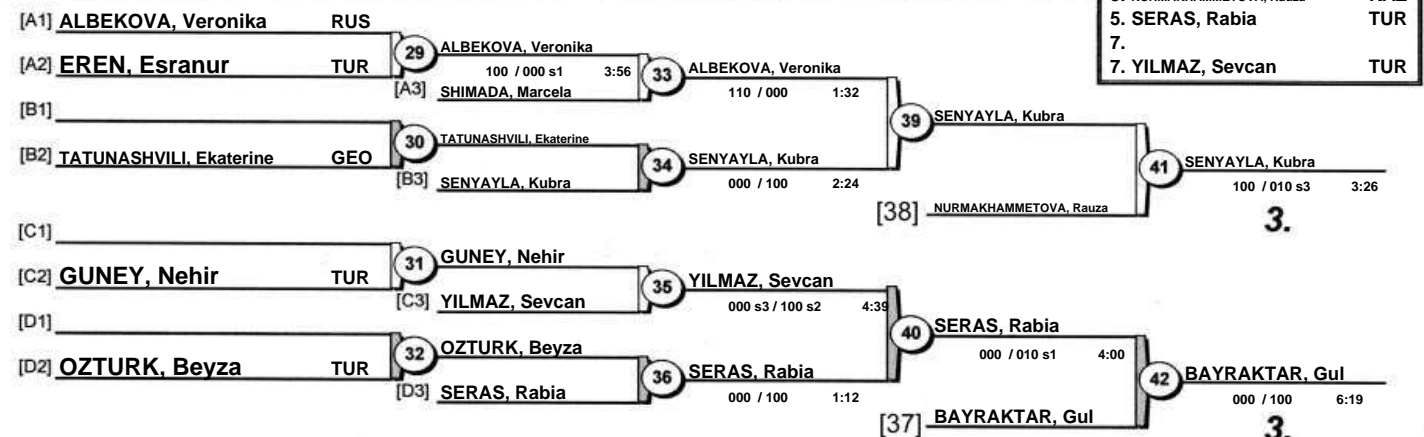 5. SERAS, Rabia TUR
7.
7. YILMAZ, Sevcan TUR
[A1] ALBEKOVA, Veronika RUS
29 ALBEKOVA, Veronika
[A2] EREN, Esranur TUR
100 / 000 s1 3:56
33 ALBEKOVA, Veronika
[A3] SHIMADA, Marcela
110 / 000 1:32
[B1]
39 SENYAYLA, Kubra
[B2] TATUNASHVILI, Ekaterine GEO
30 TATUNASHVILI, Ekaterine
34 SENYAYLA, Kubra
[B3] SENYAYLA, Kubra
000 / 100 2:24
41 SENYAYLA, Kubra
100 / 010 s3 3:26
[38] NURMAKHAMMETOVA, Rauza
3.
[C1]
31 GUNEY, Nehir
[C2] GUNEY, Nehir TUR
35 YILMAZ, Sevcan
[C3] YILMAZ, Sevcan
000 s3 / 100 s2 4:39
[D1]
40 SERAS, Rabia
32 OZTURK, Beyza
000 / 010 s1 4:00
[D2] OZTURK, Beyza TUR
36 SERAS, Rabia
[D3] SERAS, Rabia
000 / 100 1:12
42 BAYRAKTAR, Gul
000 / 100 6:19
[37] BAYRAKTAR, Gul
3.